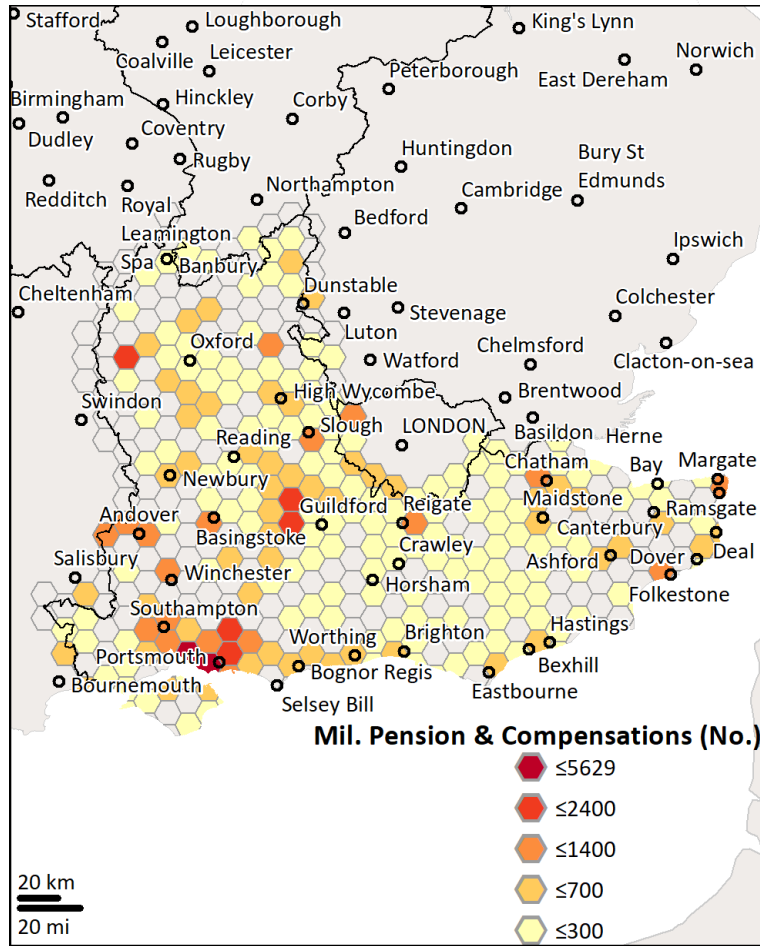 Stafford
Loughborough
King's Lynn
Coalville
Leicester
Norwich
Peterborough
East Dereham
Birmingham
Hinckley
Corby
Dudley
Coventry
Rugby
Huntingdon
Bury St
Edmunds
Redditch
Royal
Leamington
Spa
Northampton
Cambridge
Bedford
Banbury
Ipswich
Cheltenham
Dunstable
Stevenage
Colchester
Luton
Oxford
Watford
Chelmsford
Clacton-on-sea
High Wycombe
Brentwood
Swindon
Slough
LONDON
Basildon
Herne
Bay
Reading
Chatham
Margate
Newbury
Guildford
Reigate
Maidstone
Ramsgate
Andover
Basingstoke
Canterbury
Crawley
Ashford
Dover
Deal
Salisbury
Winchester
Horsham
Folkestone
Southampton
Worthing
Brighton
Hastings
Portsmouth
Bognor Regis
Bexhill
Bournemouth
Selsey Bill
Eastbourne
Mil. Pension & Compensations (No.)
≤5629
≤2400
≤1400
≤700
≤300
20 km
20 mi